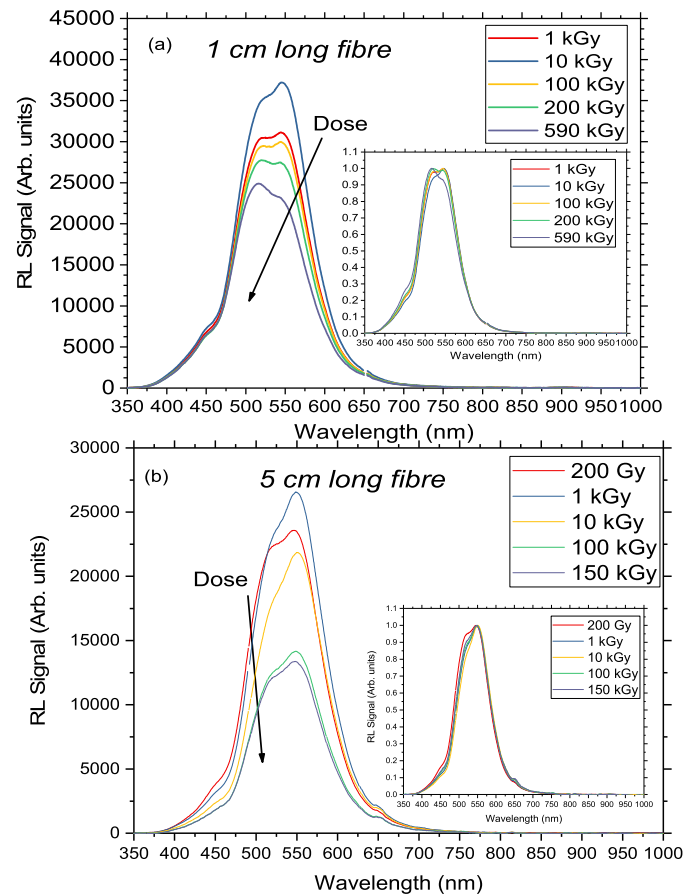 (a) 1 cm long fibre
1 kGy
10 kGy
100 kGy
200 kGy
590 kGy
Dose
RL Signal (Arb. units)
45000
40000
35000
30000
25000
20000
15000
10000
5000
0
350 400 450 500 550 600 650 700 750 800 850 900 950 1000
Wavelength (nm)
1 kGy
10 kGy
100 kGy
200 kGy
590 kGy
1.0
0.9
0.8
0.7
0.6
0.5
0.4
0.3
0.2
0.1
0.0
350 400 450 500 550 600 650 700 750 800 850 900 950 1000
Wavelength (nm)
(b) 5 cm long fibre
200 Gy
1 kGy
10 kGy
100 kGy
150 kGy
Dose
RL Signal (Arb. units)
30000
25000
20000
15000
10000
5000
0
350 400 450 500 550 600 650 700 750 800 850 900 950 1000
Wavelength (nm)
200 Gy
1 kGy
10 kGy
100 kGy
150 kGy
RL Signal (Arb. units)
1.1
1.0
0.9
0.8
0.7
0.6
0.5
0.4
0.3
0.2
0.1
0.0
350 400 450 500 550 600 650 700 750 800 850 900 950 1000
Wavelength (nm)